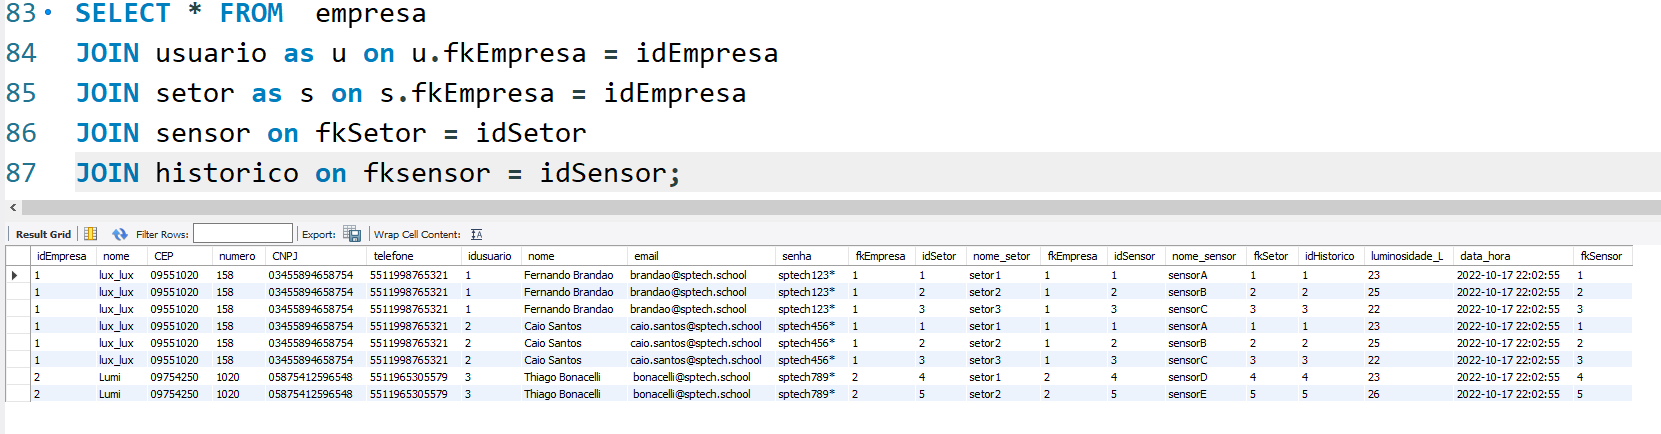 83 SELECT * FROM  empresa
84 JOIN usuario as u on u.fkEmpresa = idEmpresa
85 JOIN setor as s on s.fkEmpresa = idEmpresa
86 JOIN sensor on fkSetor = idSetor
87 JOIN historico on fksensor = idSensor;
Result Grid Filter Rows: Export: Wrap Cell Content:
idEmpresa nome CEP numero CNPJ telefone idusuario nome email senha fkEmpresa idSetor nome_setor fkEmpresa idSensor nome_sensor fkSetor idHistorico luminosidade_L data_hora fkSensor
1 lux_lux 09551020 158 03455894658754 5511998765321 1 Fernando Brandao brandao@sptech.school sptech123* 1 1 setor1 1 1 sensorA 1 1 23 2022-10-17 22:02:55 1
1 lux_lux 09551020 158 03455894658754 5511998765321 1 Fernando Brandao brandao@sptech.school sptech123* 1 2 setor2 1 2 sensorB 2 2 25 2022-10-17 22:02:55 2
1 lux_lux 09551020 158 03455894658754 5511998765321 1 Fernando Brandao brandao@sptech.school sptech123* 1 3 setor3 1 3 sensorC 3 3 22 2022-10-17 22:02:55 3
1 lux_lux 09551020 158 03455894658754 5511998765321 2 Caio Santos caio.santos@sptech.school sptech456* 1 1 setor1 1 1 sensorA 1 1 23 2022-10-17 22:02:55 1
1 lux_lux 09551020 158 03455894658754 5511998765321 2 Caio Santos caio.santos@sptech.school sptech456* 1 2 setor2 1 2 sensorB 2 2 25 2022-10-17 22:02:55 2
1 lux_lux 09551020 158 03455894658754 5511998765321 2 Caio Santos caio.santos@sptech.school sptech456* 1 3 setor3 1 3 sensorC 3 3 22 2022-10-17 22:02:55 3
2 Lumi 09754250 1020 05875412596548 5511965305579 3 Thiago Bonacelli bonacelli@sptech.school sptech789* 2 4 setor1 2 4 sensorD 4 4 23 2022-10-17 22:02:55 4
2 Lumi 09754250 1020 05875412596548 5511965305579 3 Thiago Bonacelli bonacelli@sptech.school sptech789* 2 5 setor2 2 5 sensorE 5 5 26 2022-10-17 22:02:55 5